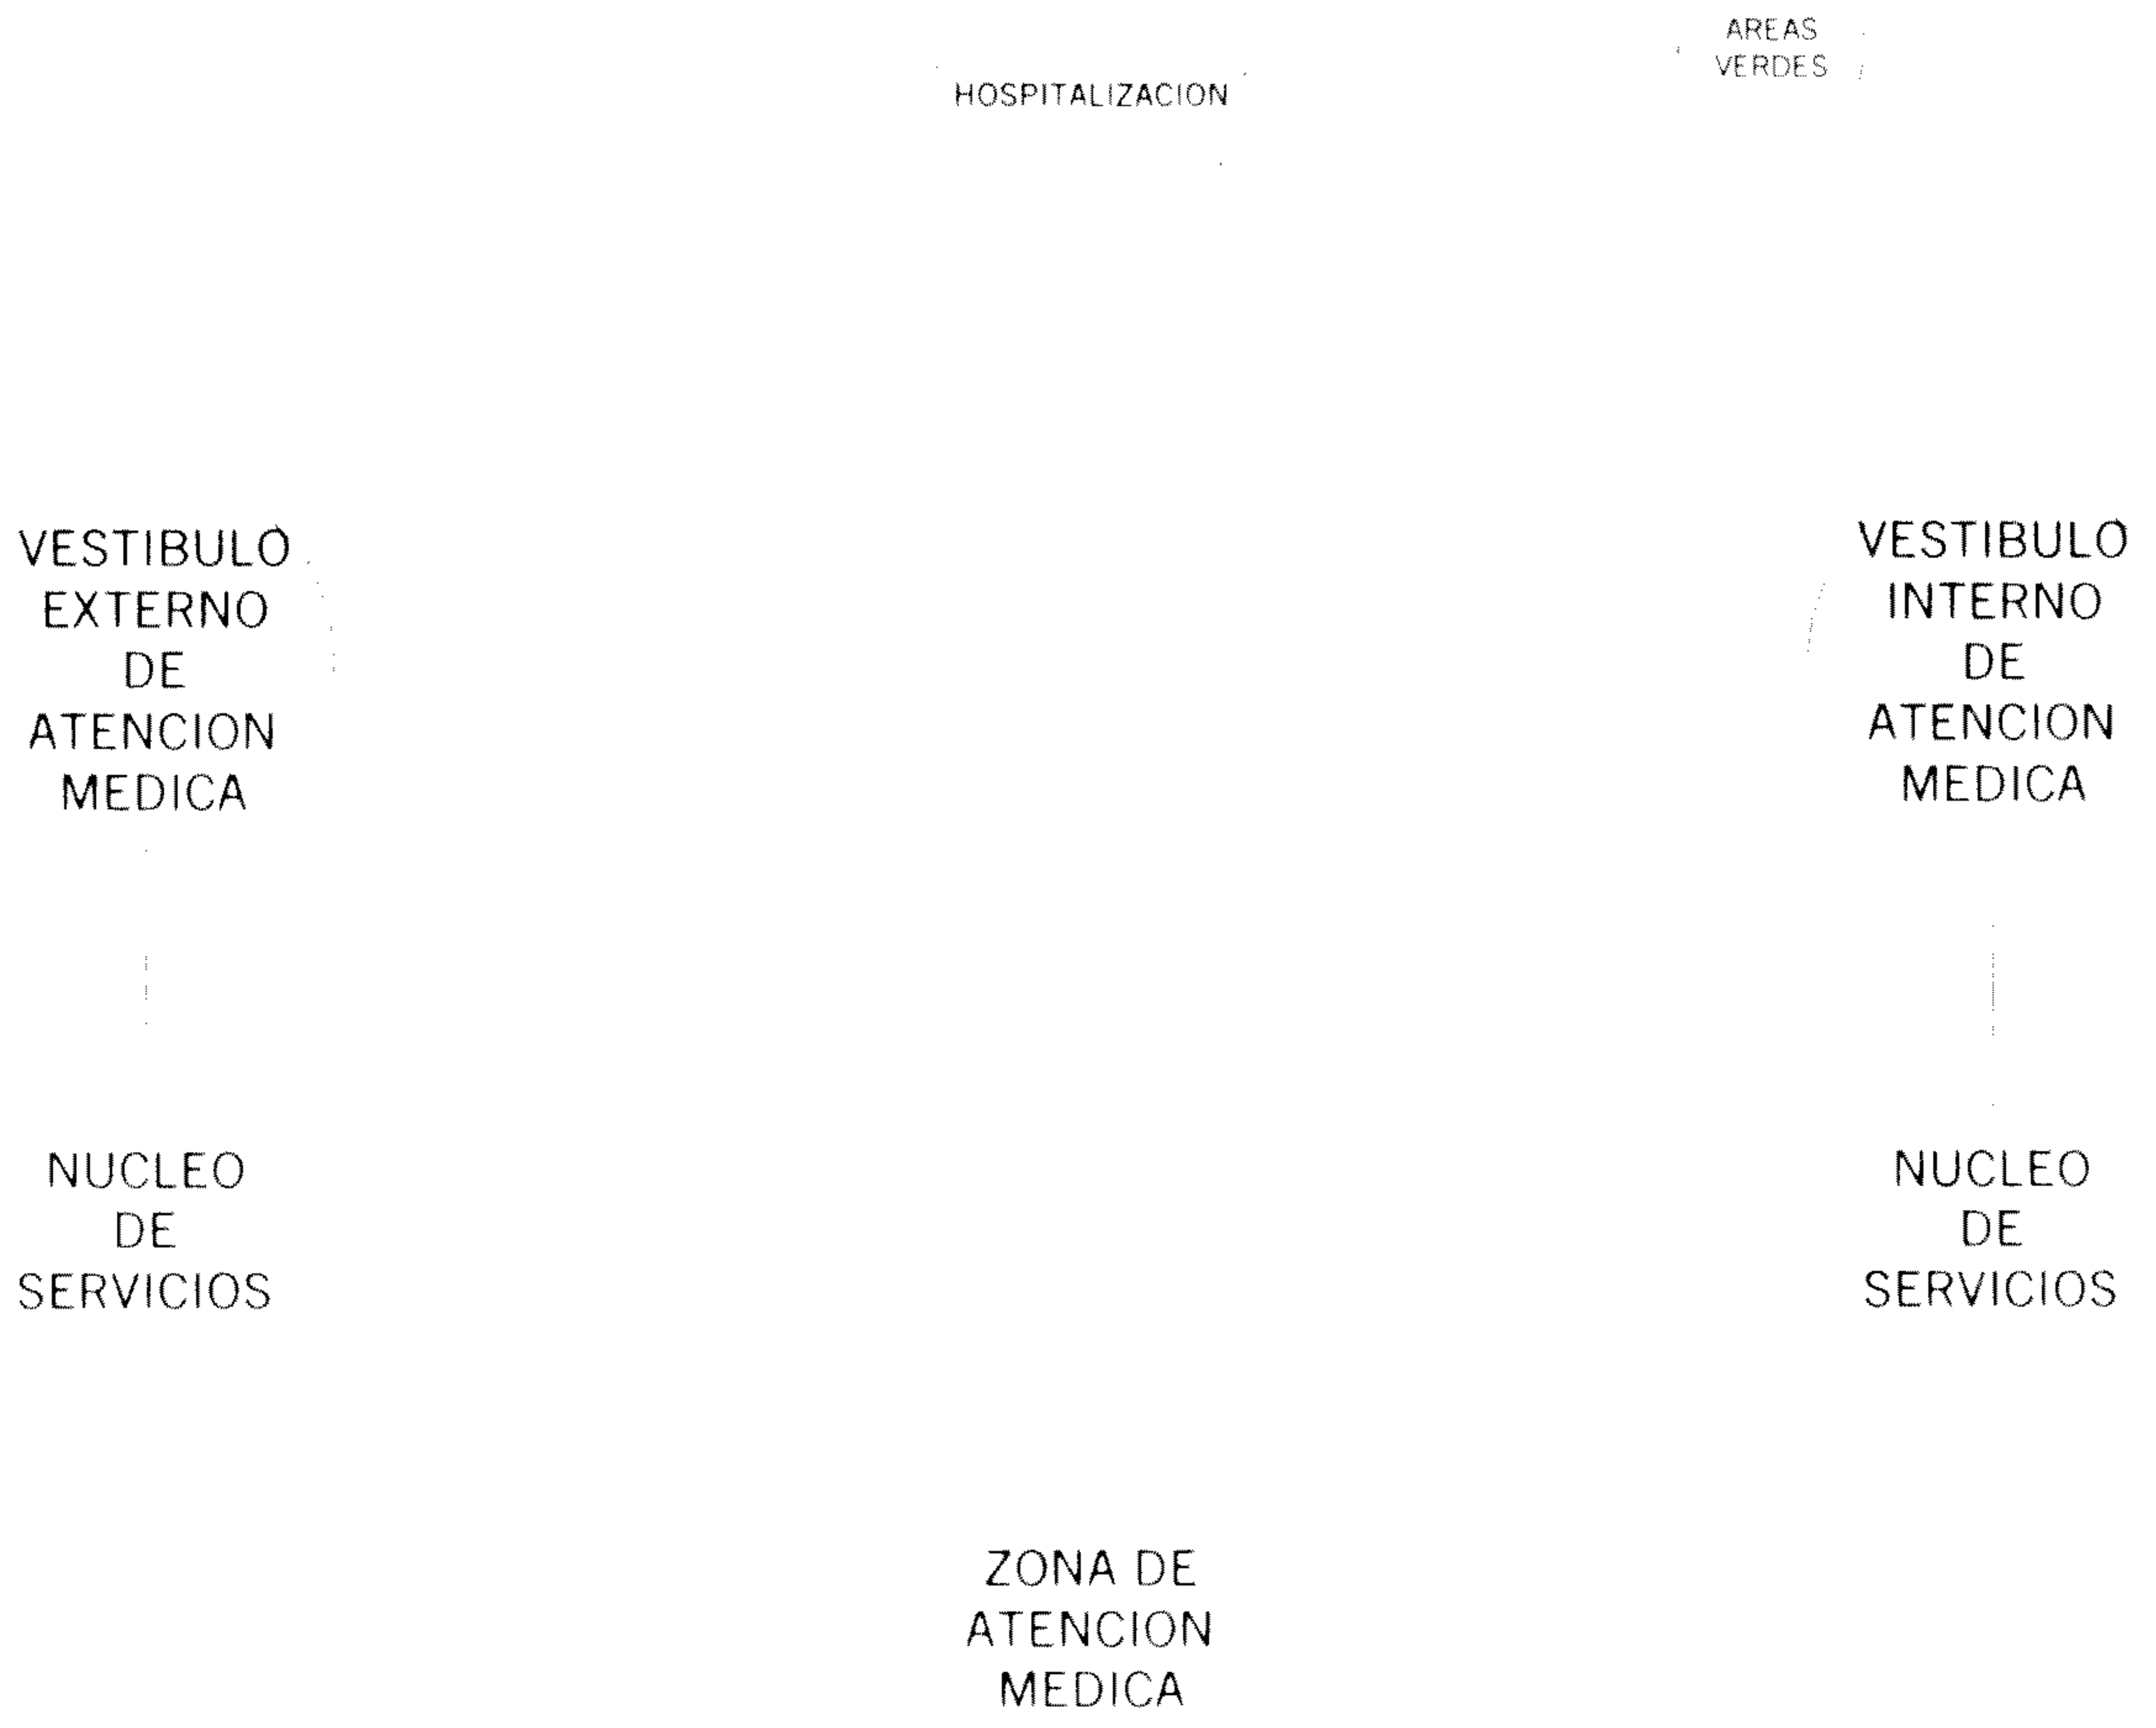 AREAS
VERDES
HOSPITALIZACION
VESTIBULO
EXTERNO
DE
ATENCION
MEDICA
VESTIBULO
INTERNO
DE
ATENCION
MEDICA
NUCLEO
DE
SERVICIOS
NUCLEO
DE
SERVICIOS
ZONA DE
ATENCION
MEDICA